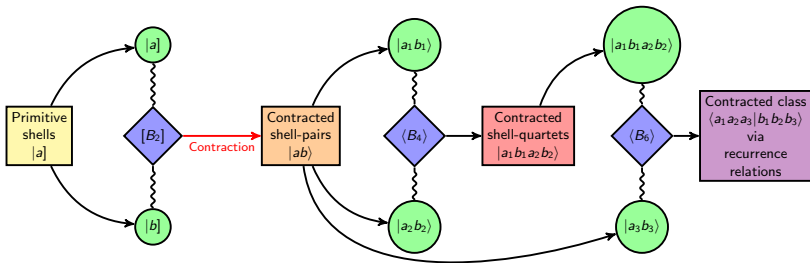 Primitive
shells
|a]
|a]
[B₂]
|b]
Contraction
Contracted
shell-pairs
|ab⟩
|a₁b₁⟩
⟨B₄⟩
|a₂b₂⟩
Contracted
shell-quartets
|a₁b₁a₂b₂⟩
|a₁b₁a₂b₂⟩
⟨B₆⟩
|a₃b₃⟩
Contracted class
⟨a₁a₂a₃|b₁b₂b₃⟩
via
recurrence
relations